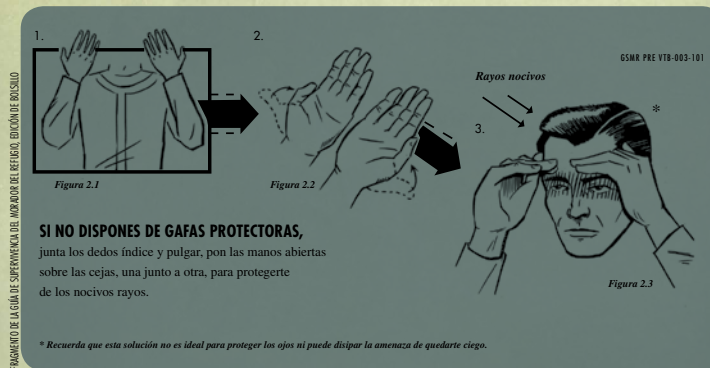 1.
2.
GSMR PRE VTB-003-101
Rayos nocivos
3.
*
Figura 2.1
Figura 2.2
Figura 2.3
SI NO DISPONES DE GAFAS PROTECTORAS,
junta los dedos índice y pulgar, pon las manos abiertas
sobre las cejas, una junto a otra, para protegerte
de los nocivos rayos.
* Recuerda que esta solución no es ideal para proteger los ojos ni puede disipar la amenaza de quedarte ciego.
FRAGMENTO DE LA GUÍA DE SUPERVIVENCIA DEL MORADOR DEL REFUGIO, EDICIÓN DE BOLSILLO